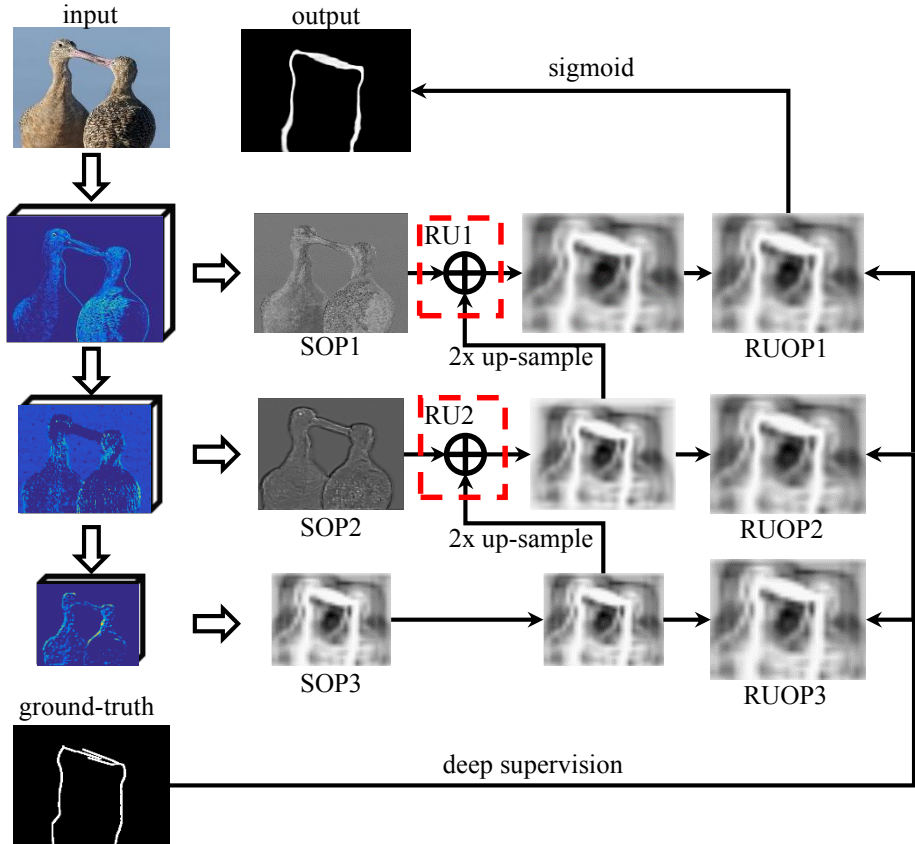 input
output
sigmoid
RU1
SOP1
2x up-sample
RUOP1
RU2
SOP2
2x up-sample
RUOP2
SOP3
RUOP3
ground-truth
deep supervision